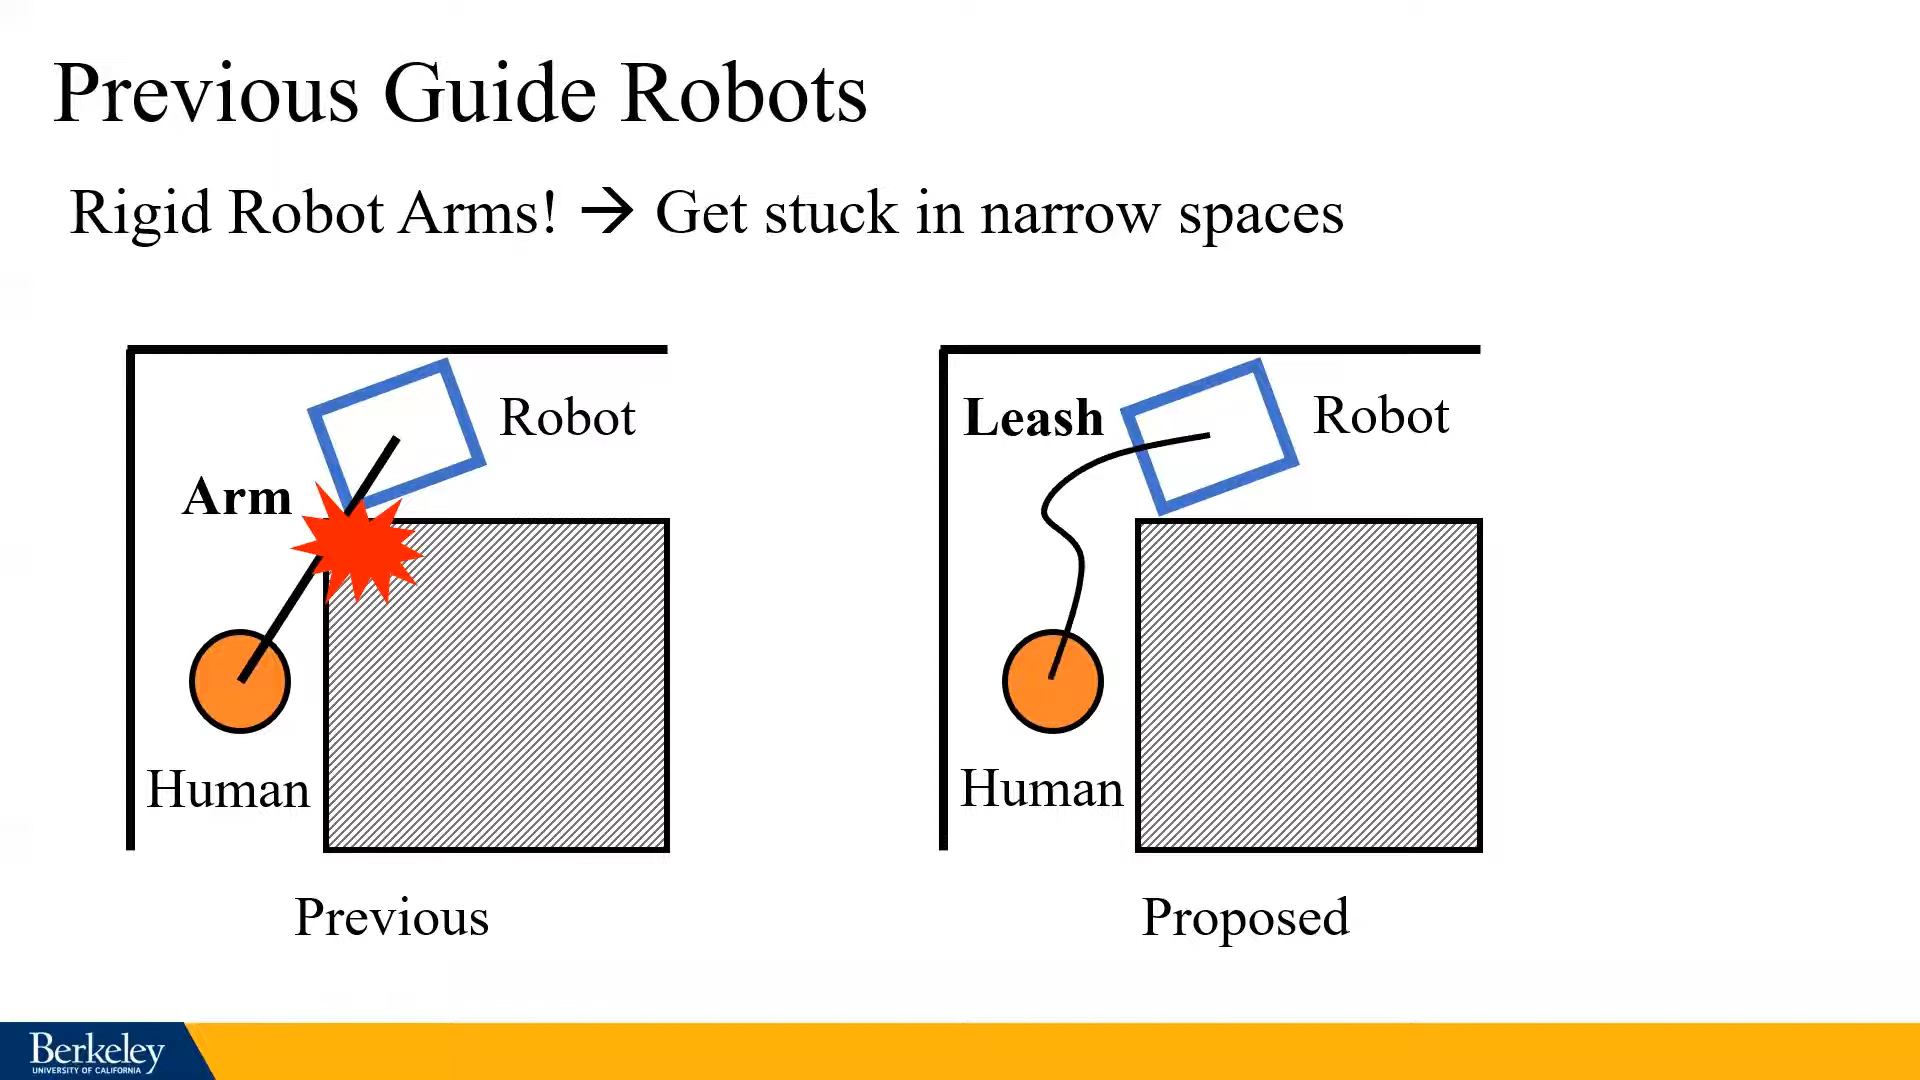 Previous Guide Robots
Rigid Robot Arms! → Get stuck in narrow spaces
Robot
Arm
Human
Previous
Leash
Robot
Human
Proposed
Berkeley
UNIVERSITY OF CALIFORNIA